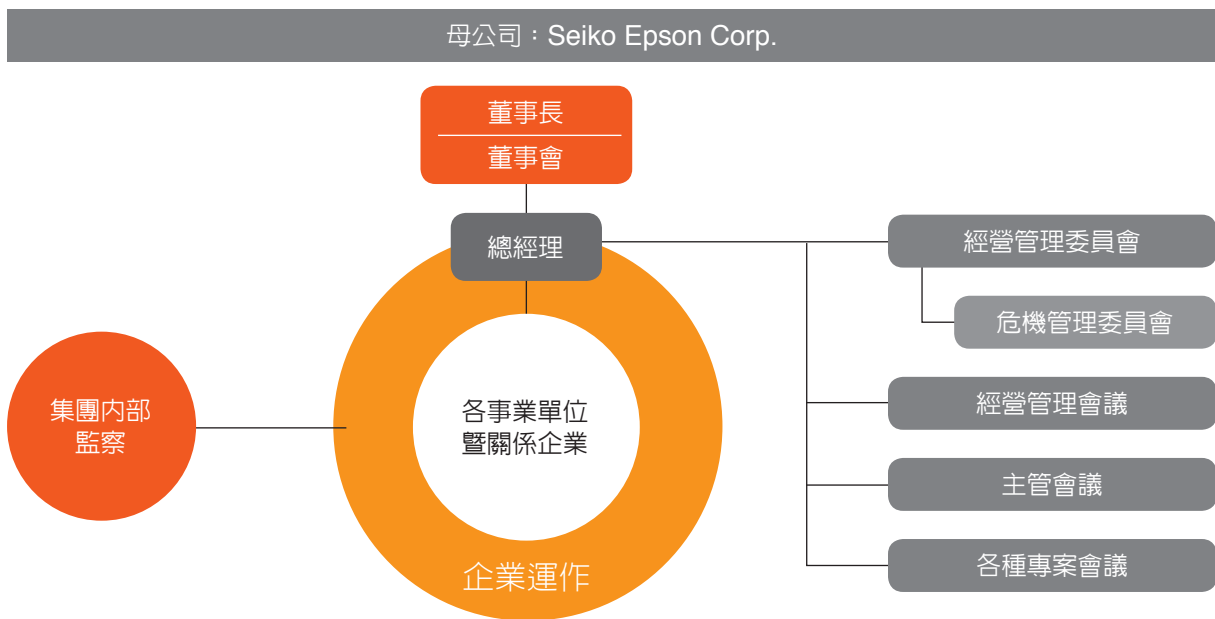 母公司：Seiko Epson Corp.
董事長
董事會
總經理
經營管理委員會
危機管理委員會
集團內部
監察
各事業單位
暨關係企業
經營管理會議
主管會議
各種專案會議
企業運作